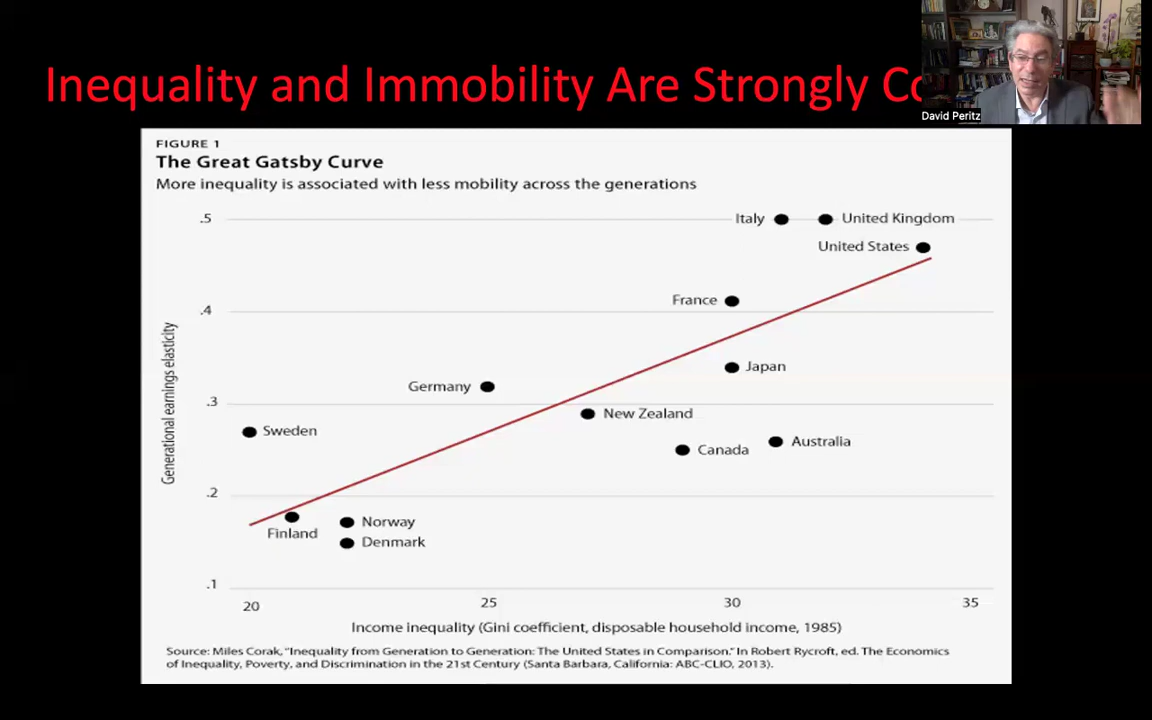 Inequality and Immobility Are Strongly
David Peritz
FIGURE 1
The Great Gatsby Curve
More inequality is associated with less mobility across the generations
.5
Italy
United Kingdom
United States
France
.4
Japan
Germany
.3
New Zealand
Sweden
Canada
Australia
.2
Finland
Norway
Denmark
.1
Generational earnings elasticity
20
25
30
35
Income inequality (Gini coefficient, disposable household income, 1985)
Source: Miles Corak, "Inequality from Generation to Generation: The United States in Comparison." In Robert Rycroft, ed. The Economics
of Inequality, Poverty, and Discrimination in the 21st Century (Santa Barbara, California: ABC-CLIO, 2013).